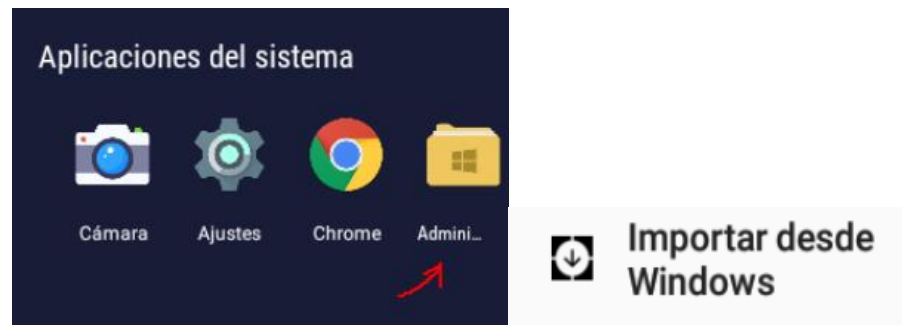 Aplicaciones del sistema
Cámara Ajustes Chrome Admini...
Importar desde
Windows